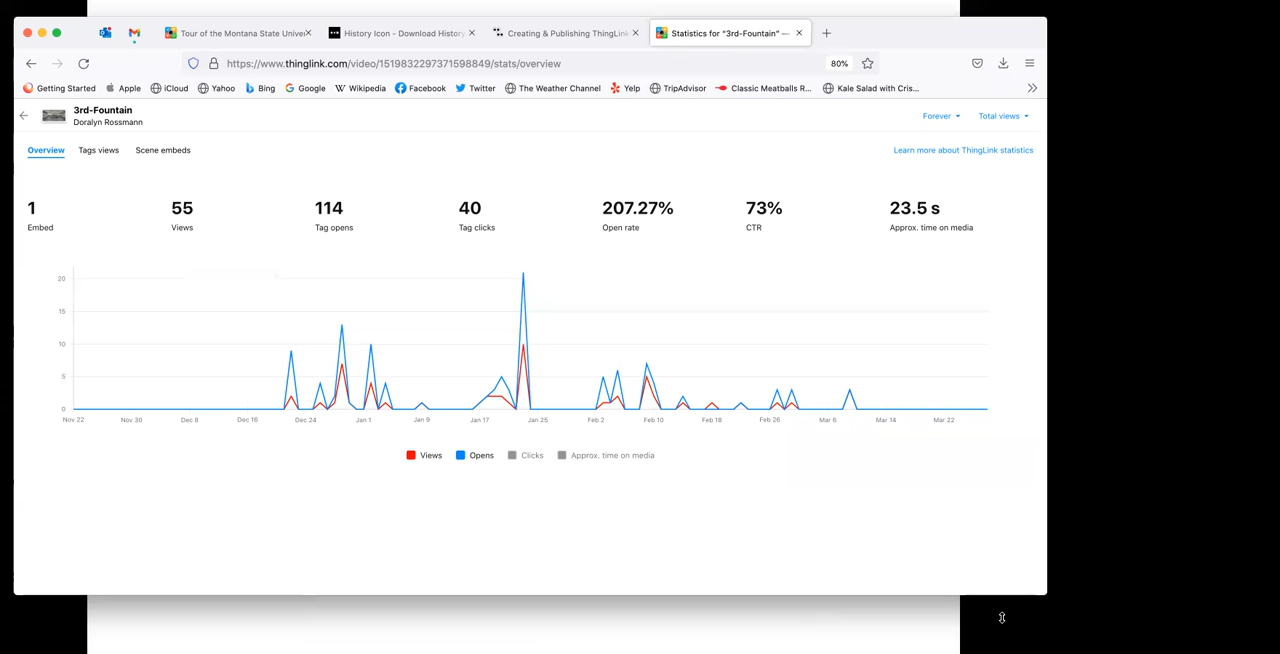 Tour of the Montana State Univer
History Icon - Download History
Creating & Publishing ThingLink
Statistics for "3rd-Fountain" —
https://www.thinglink.com/video/1519832297371598849/stats/overview
80%
Getting Started Apple iCloud Yahoo Bing Google Wikipedia Facebook Twitter The Weather Channel Yelp TripAdvisor Classic Meatballs R... Kale Salad with Cris...
3rd-Fountain
Doralyn Rossmann
Forever Total views
Overview Tags views Scene embeds Learn more about ThingLink statistics
1 55 114 40 207.27% 73% 23.5 s
Embed Views Tag opens Tag clicks Open rate CTR Approx. time on media
20
15
10
5
0
Nov 22 Nov 30 Dec 8 Dec 16 Dec 24 Jan 1 Jan 9 Jan 17 Jan 25 Feb 2 Feb 10 Feb 18 Feb 26 Mar 6 Mar 14 Mar 22
Views Opens Clicks Approx. time on media